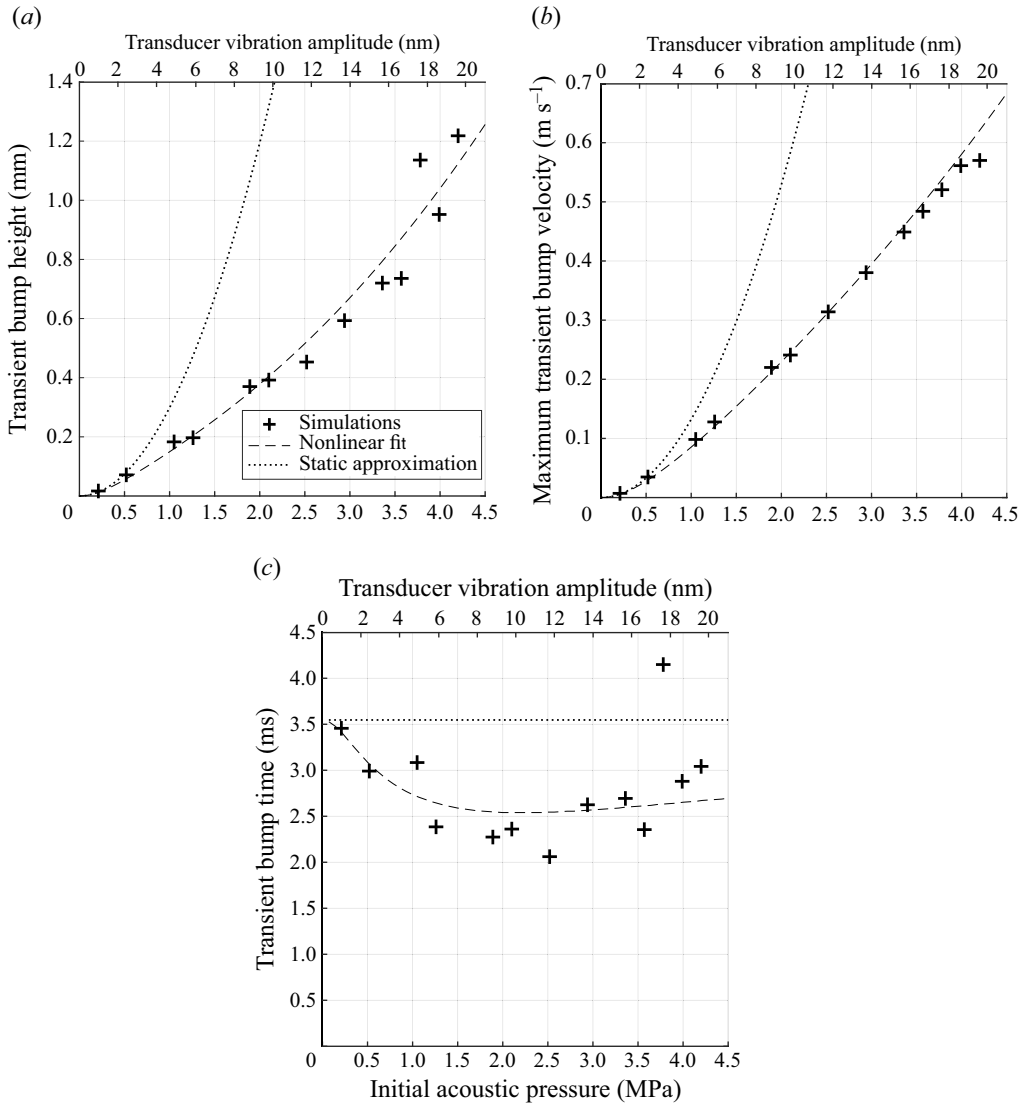 (a)
Transducer vibration amplitude (nm)
0 2 4 6 8 10 12 14 16 18 20
1.4
1.2
1.0
0.8
0.6
0.4
0.2
Transient bump height (mm)
Simulations
Nonlinear fit
Static approximation
0 0.5 1.0 1.5 2.0 2.5 3.0 3.5 4.0 4.5
(b)
Transducer vibration amplitude (nm)
0 2 4 6 8 10 12 14 16 18 20
0.7
0.6
0.5
0.4
0.3
0.2
0.1
Maximum transient bump velocity (m s⁻¹)
0 0.5 1.0 1.5 2.0 2.5 3.0 3.5 4.0 4.5
(c)
Transducer vibration amplitude (nm)
0 2 4 6 8 10 12 14 16 18 20
4.5
4.0
3.5
3.0
2.5
2.0
1.5
1.0
0.5
Transient bump time (ms)
0 0.5 1.0 1.5 2.0 2.5 3.0 3.5 4.0 4.5
Initial acoustic pressure (MPa)